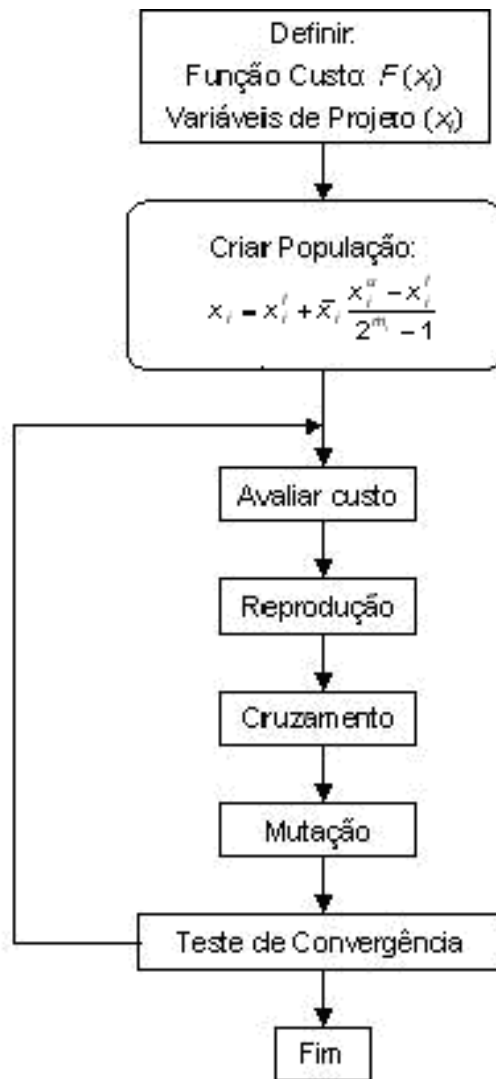 Definir:
Função Custo: F(xᵢ)
Variáveis de Projeto (xᵢ)
Criar População:
xᵢ = xᵢˡ + x̄ᵢ (xᵢᵘ − xᵢˡ) / (2^mᵢ − 1)
Avaliar custo
Reprodução
Cruzamento
Mutação
Teste de Convergência
Fim